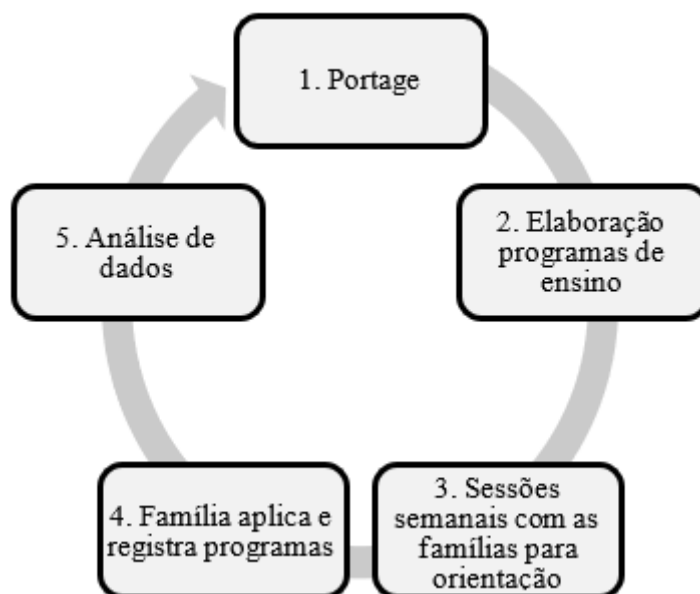 1. Portage
2. Elaboração
programas de
ensino
3. Sessões
semanais com as
famílias para
orientação
4. Família aplica e
registra programas
5. Análise de
dados